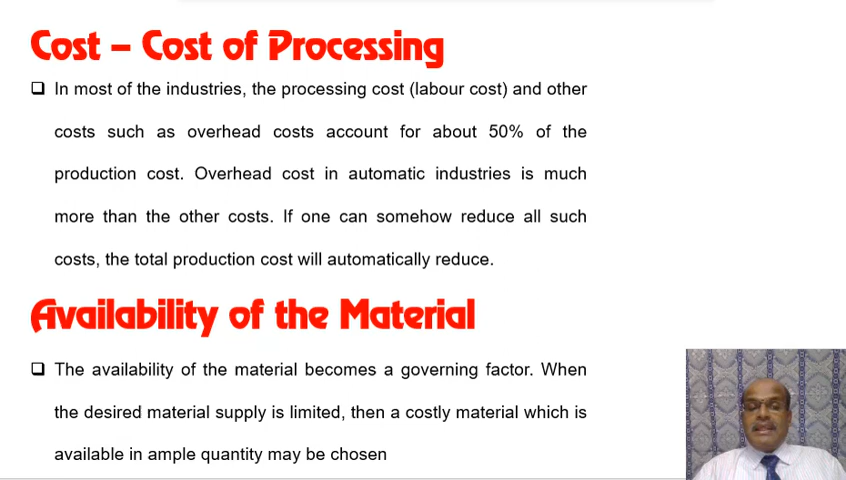 Cost – Cost of Processing
❑ In most of the industries, the processing cost (labour cost) and other
costs such as overhead costs account for about 50% of the
production cost. Overhead cost in automatic industries is much
more than the other costs. If one can somehow reduce all such
costs, the total production cost will automatically reduce.
Availability of the Material
❑ The availability of the material becomes a governing factor. When
the desired material supply is limited, then a costly material which is
available in ample quantity may be chosen